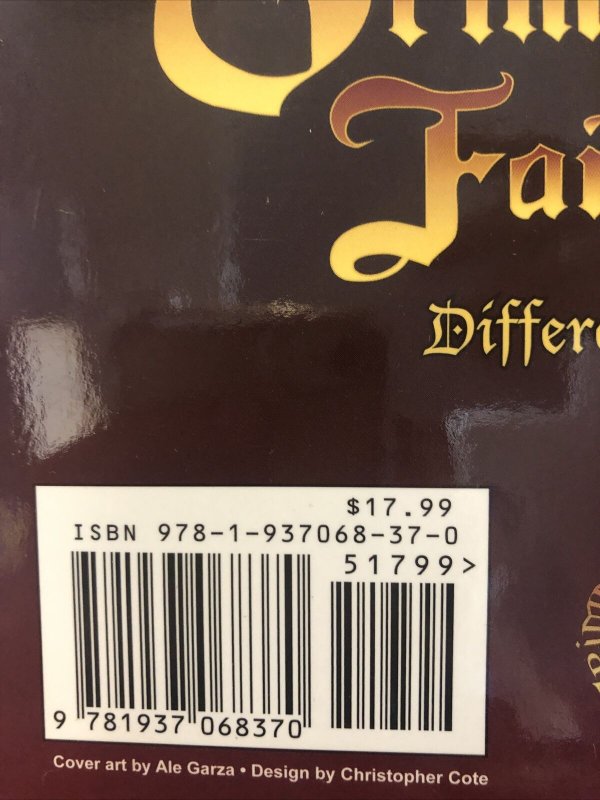 Fai
Differe
$17.99
ISBN 978-1-937068-37-0
51799>
9 781937 068370
Cover art by Ale Garza • Design by Christopher Cote